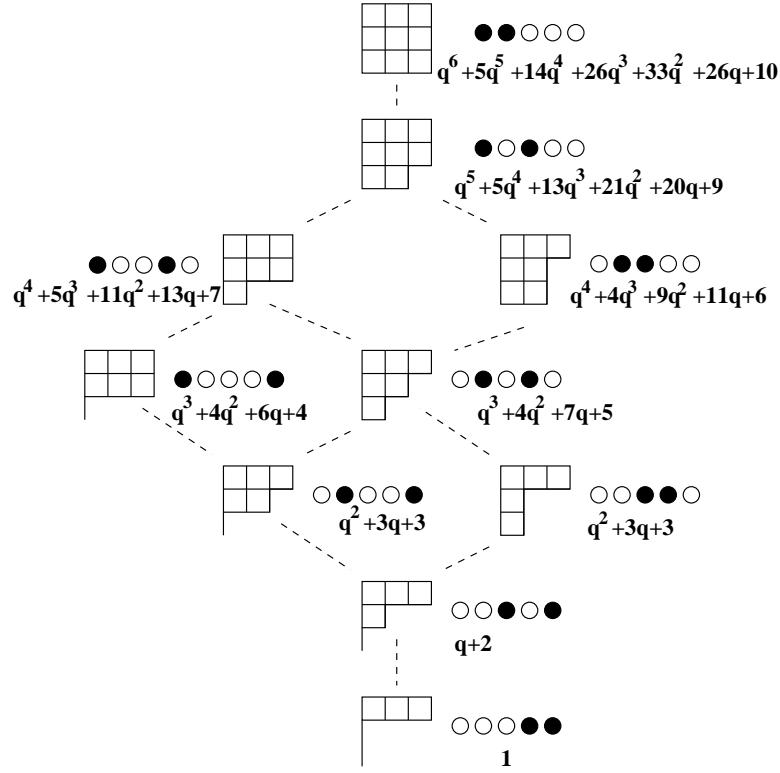 q^6 +5q^5 +14q^4 +26q^3 +33q^2 +26q+10
q^5 +5q^4 +13q^3 +21q^2 +20q+9
q^4 +5q^3 +11q^2 +13q+7
q^4 +4q^3 +9q^2 +11q+6
q^3 +4q^2 +6q+4
q^3 +4q^2 +7q+5
q^2 +3q+3
q^2 +3q+3
q+2
1